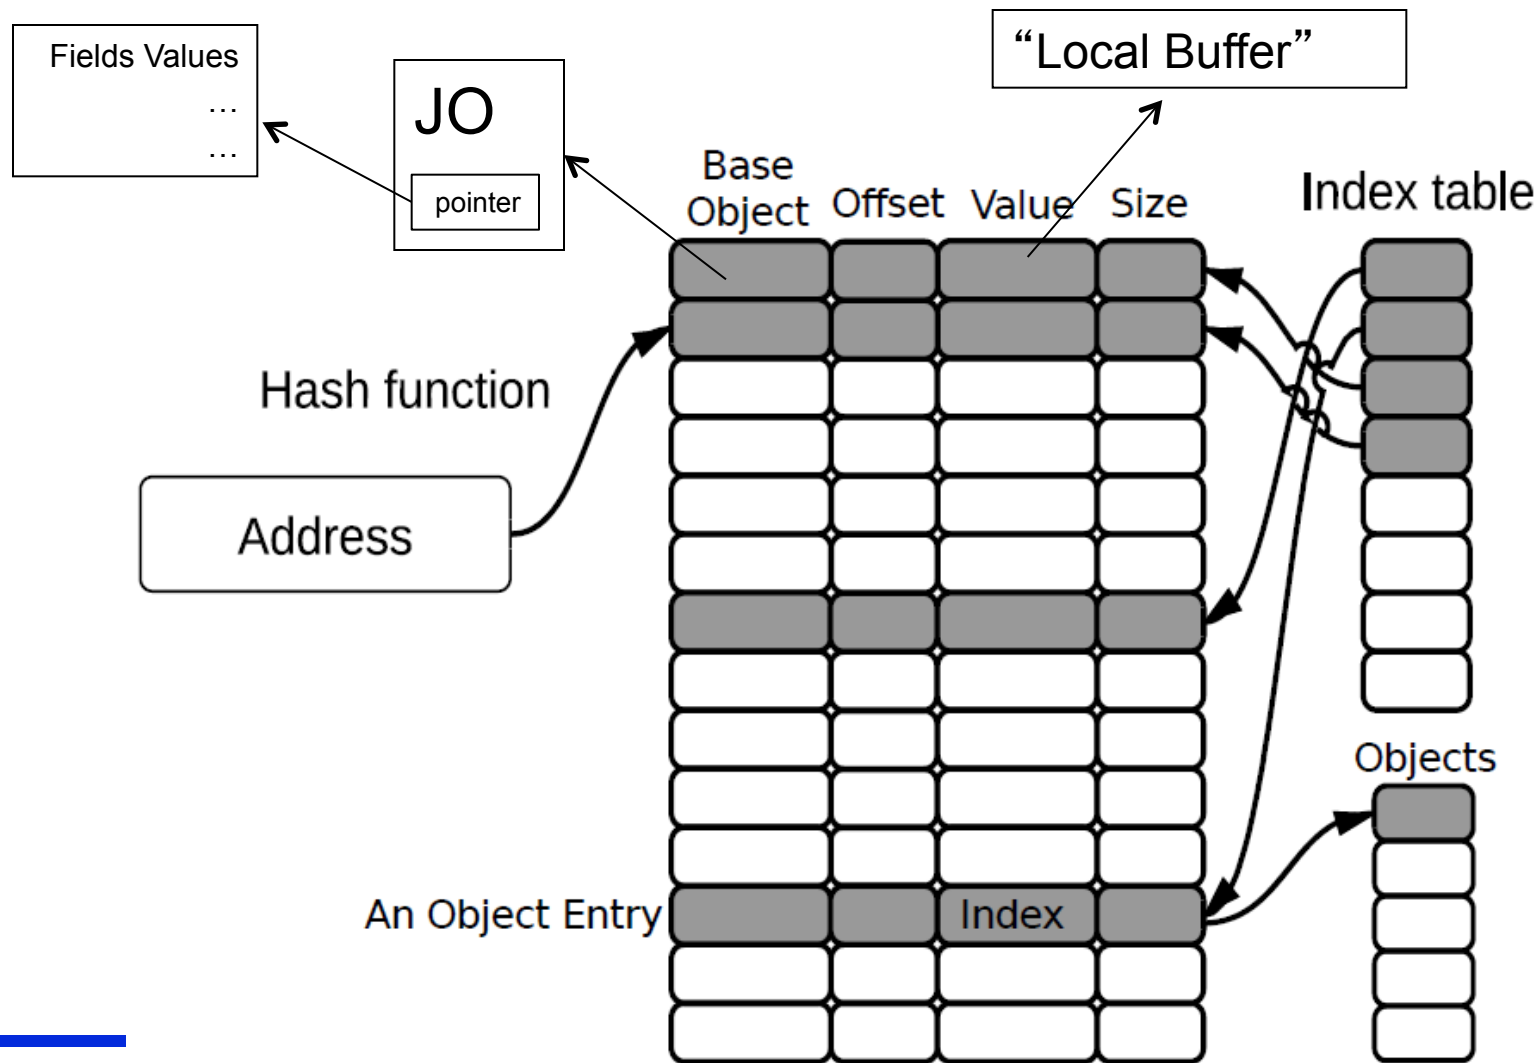 Fields Values
...
...
JO
pointer
“Local Buffer”
Base
Object
Offset
Value
Size
Index table
Hash function
Address
Objects
An Object Entry
Index